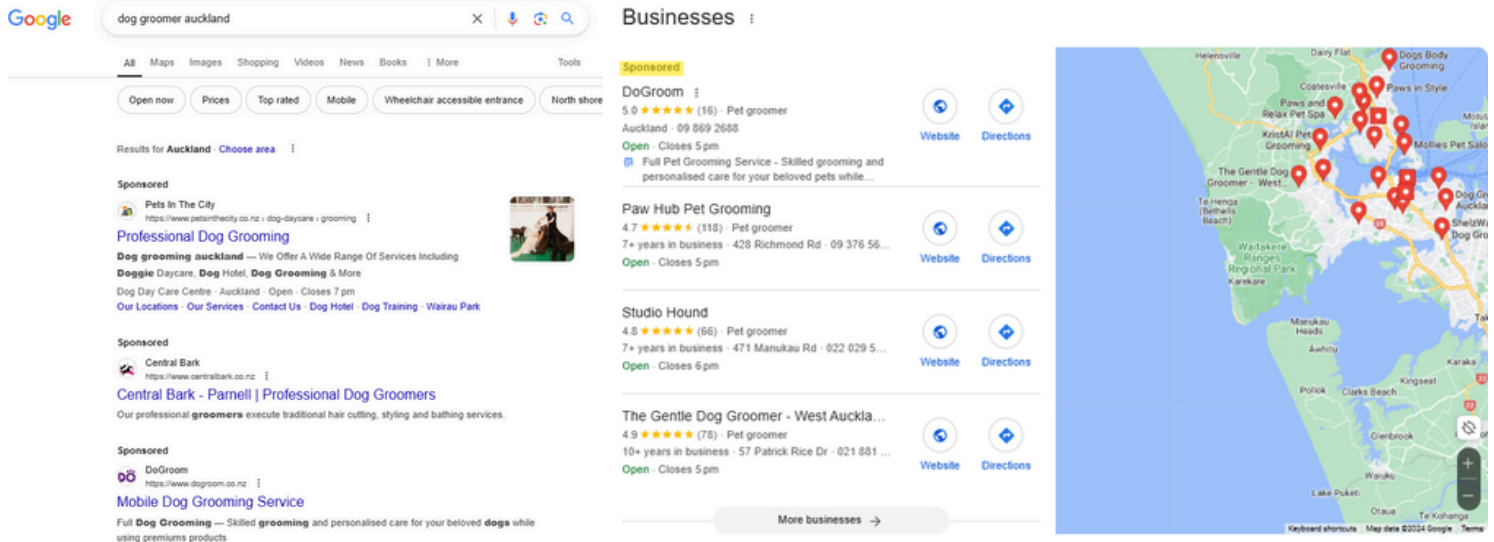 Google
dog groomer auckland
All Maps Images Shopping Videos News Books More Tools
Open now Prices Top rated Mobile Wheelchair accessible entrance North shore
Results for Auckland · Choose area
Sponsored
Pets In The City
https://www.petsinthecity.co.nz › dog-daycare › grooming
Professional Dog Grooming
Dog grooming auckland — We Offer A Wide Range Of Services Including
Doggie Daycare, Dog Hotel, Dog Grooming & More
Dog Day Care Centre · Auckland · Open · Closes 7 pm
Our Locations · Our Services · Contact Us · Dog Hotel · Dog Training · Wairau Park
Sponsored
Central Bark
https://www.centralbark.co.nz
Central Bark - Parnell | Professional Dog Groomers
Our professional groomers execute traditional hair cutting, styling and bathing services.
Sponsored
DoGroom
https://www.dogroom.co.nz
Mobile Dog Grooming Service
Full Dog Grooming — Skilled grooming and personalised care for your beloved dogs while
using premiums products
Businesses
Sponsored
DoGroom
5.0 (16) · Pet groomer
Auckland · 09 869 2688
Open · Closes 5 pm
Full Pet Grooming Service - Skilled grooming and
personalised care for your beloved pets while...
Website Directions
Paw Hub Pet Grooming
4.7 (118) · Pet groomer
7+ years in business · 428 Richmond Rd · 09 376 56...
Open · Closes 5 pm
Website Directions
Studio Hound
4.8 (66) · Pet groomer
7+ years in business · 471 Manukau Rd · 022 029 5...
Open · Closes 6 pm
Website Directions
The Gentle Dog Groomer - West Auckla...
4.9 (78) · Pet groomer
10+ years in business · 57 Patrick Rice Dr · 021 881 ...
Open · Closes 5 pm
Website Directions
More businesses
Helensville
Dairy Flat
Dogs Body
Grooming
Coatesville
Paws in Style
Paws and
Relax Pet Spa
KristAl Pet
Grooming
Mollies Pet Salo
The Gentle Dog
Groomer - West...
Te Henga
(Bethells
Beach)
Dog Gr
Auckla
ShelzWa
Dog Gro
Waitakere
Ranges
Regional Park
Karekare
Manukau
Heads
Awhitu
Karaka
Kingseat
Pollok
Clarks Beach
22
Glenbrook
Waiuku
Lake Puketi
Otaua
Te Kohanga
Keyboard shortcuts Map data ©2024 Google Terms